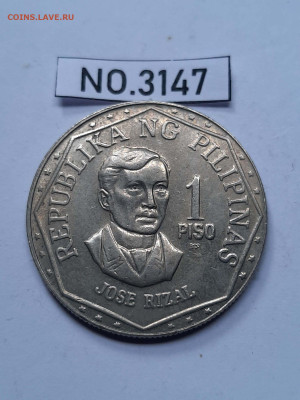 COINS.LAVE.RU
NO.3147
REPUBLIKA NG PILIPINAS
1
PISO
JOSE RIZAL